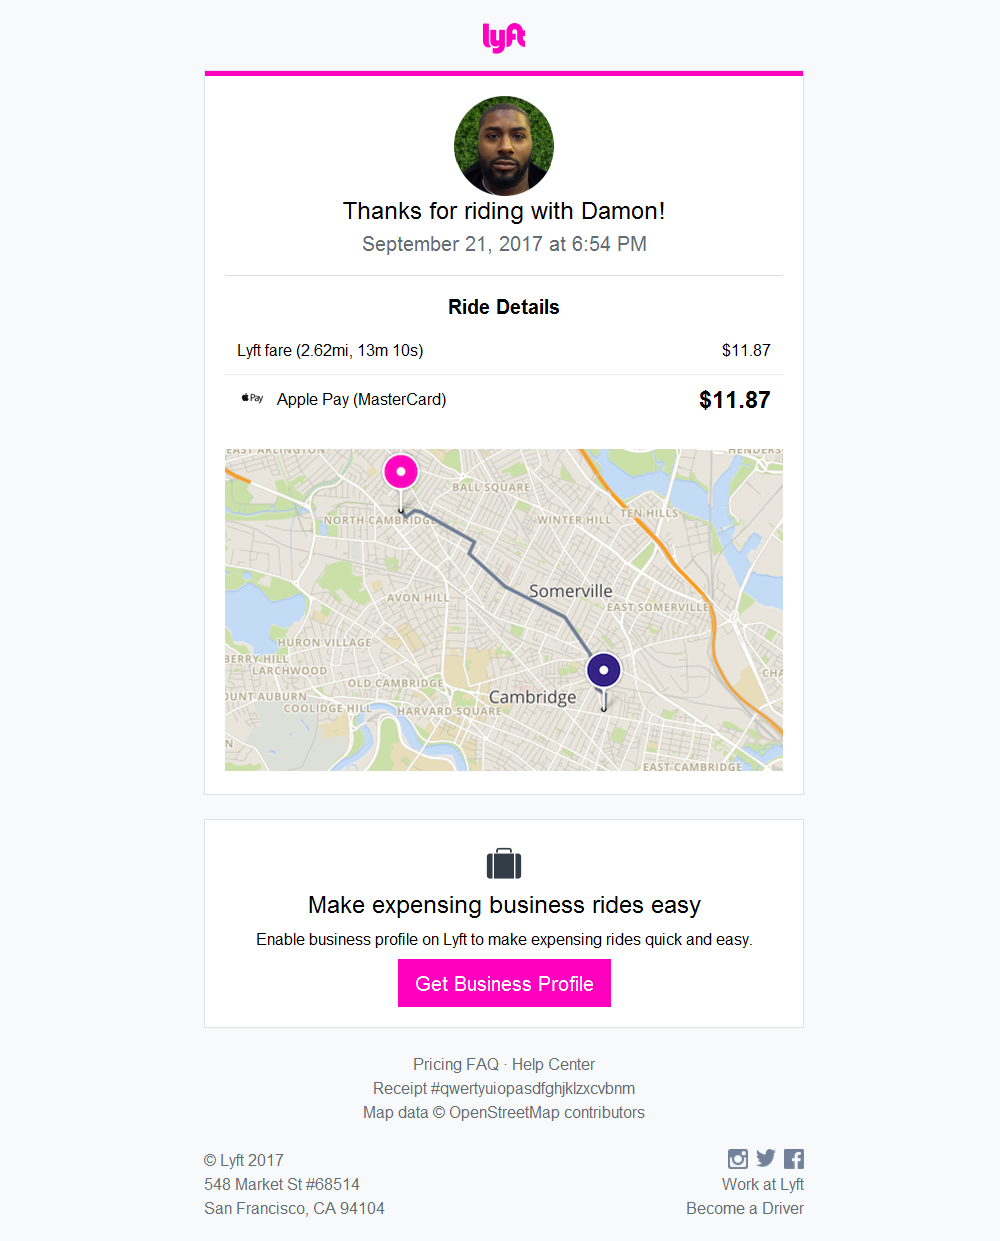 lyft
Thanks for riding with Damon!
September 21, 2017 at 6:54 PM
Ride Details
Lyft fare (2.62mi, 13m 10s) $11.87
Pay Apple Pay (MasterCard) $11.87
EAST ARLINGTON
HENDERS
BALL SQUARE
NORTH CAMBRIDGE
WINTER HILL
TEN HILLS
Somerville
AVON HILL
EAST SOMERVILLE
HURON VILLAGE
BERRY HILL
LARCHWOOD
CHA
OLD CAMBRIDGE
OUNT AUBURN
Cambridge
COOLIDGE HILL
HARVARD SQUARE
N
EAST CAMBRIDGE
Make expensing business rides easy
Enable business profile on Lyft to make expensing rides quick and easy.
Get Business Profile
Pricing FAQ · Help Center
Receipt #qwertyuiopasdfghjklzxcvbnm
Map data © OpenStreetMap contributors
© Lyft 2017
548 Market St #68514 Work at Lyft
San Francisco, CA 94104 Become a Driver